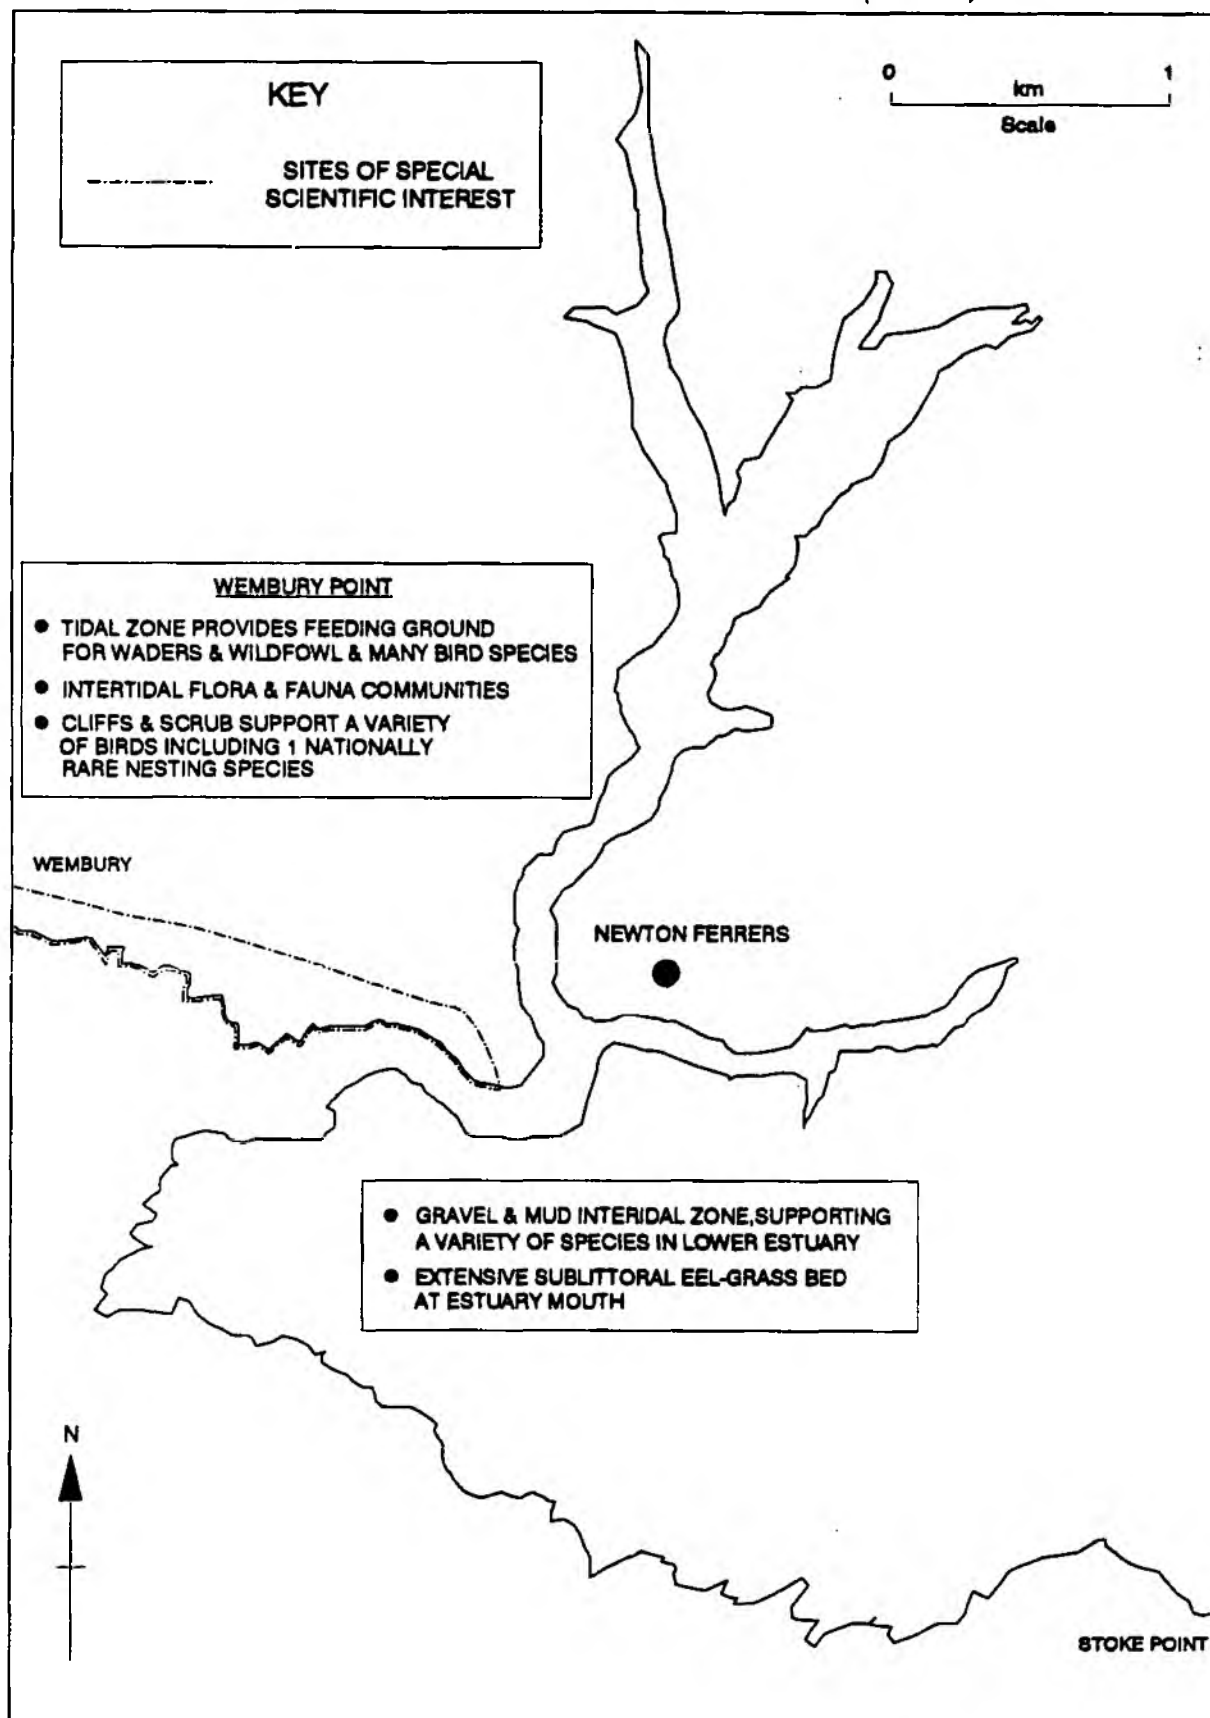 KEY
SITES OF SPECIAL
SCIENTIFIC INTEREST
0 1
km
Scale
WEMBURY POINT
● TIDAL ZONE PROVIDES FEEDING GROUND
FOR WADERS & WILDFOWL & MANY BIRD SPECIES
● INTERTIDAL FLORA & FAUNA COMMUNITIES
● CLIFFS & SCRUB SUPPORT A VARIETY
OF BIRDS INCLUDING 1 NATIONALLY
RARE NESTING SPECIES
WEMBURY
NEWTON FERRERS
● GRAVEL & MUD INTERIDAL ZONE,SUPPORTING
A VARIETY OF SPECIES IN LOWER ESTUARY
● EXTENSIVE SUBLITTORAL EEL-GRASS BED
AT ESTUARY MOUTH
N
STOKE POINT